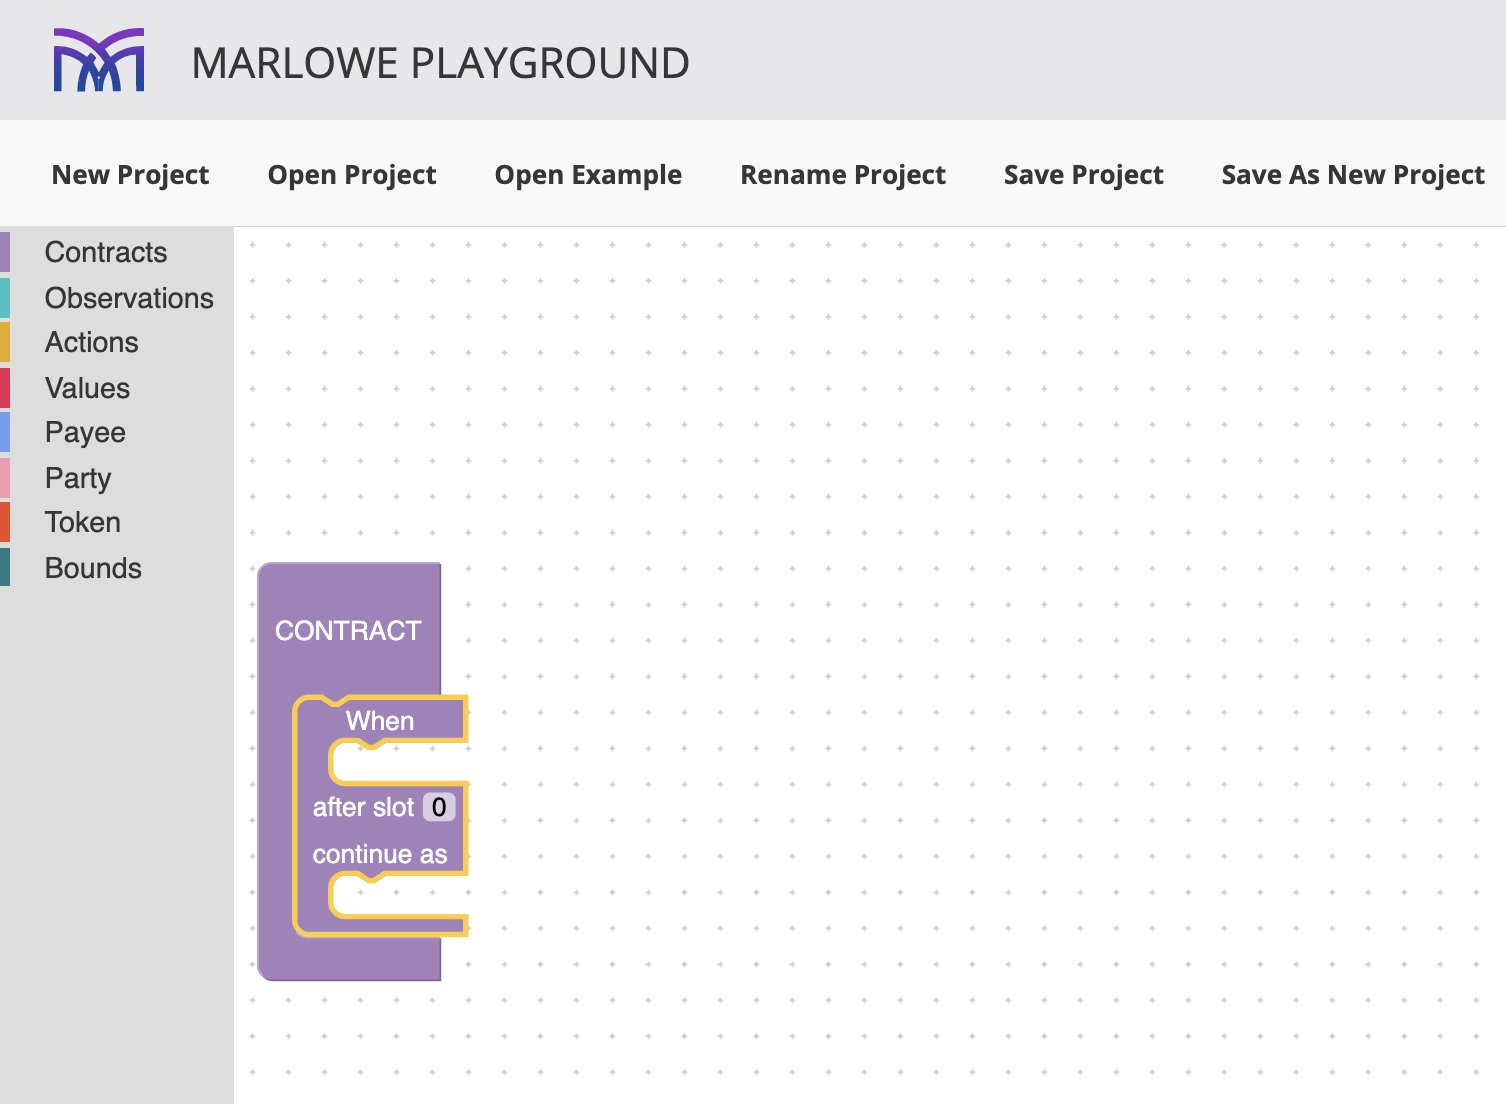 MARLOWE PLAYGROUND
New Project Open Project Open Example Rename Project Save Project Save As New Project
Contracts
Observations
Actions
Values
Payee
Party
Token
Bounds
CONTRACT
When
after slot 0
continue as